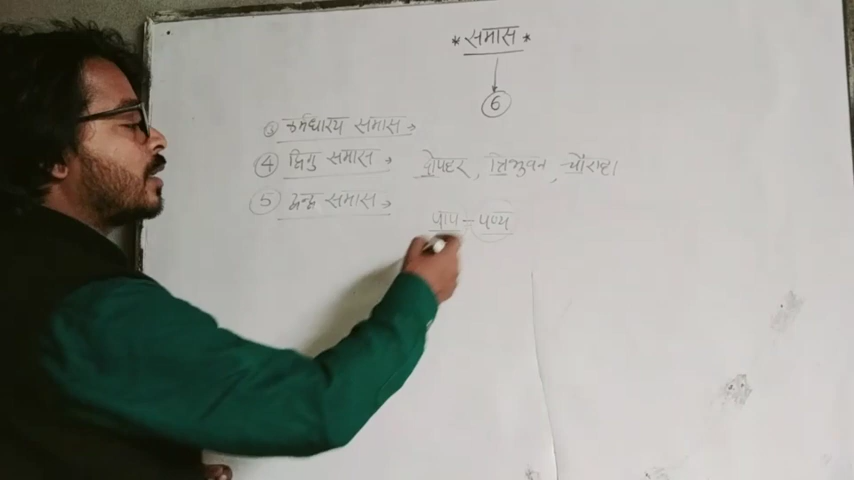 * समास *
6
③ कर्मधारय समास →
④ द्विगु समास → दोपहर, त्रिभुवन, चौराहा
⑤ द्वन्द्व समास →
पाप - पुण्य